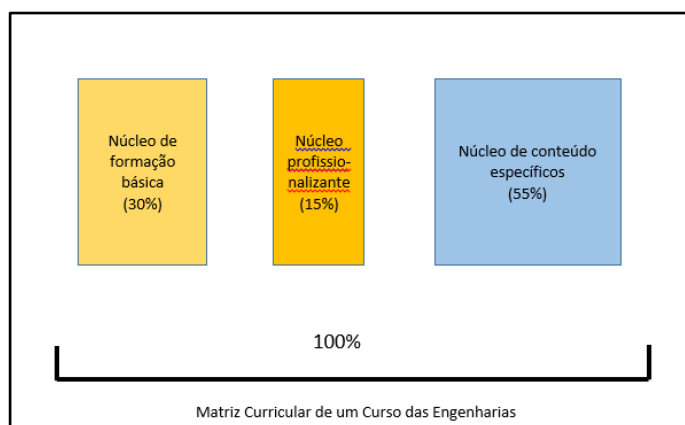 Núcleo de
formação
básica
(30%)
Núcleo
profissio-
nalizante
(15%)
Núcleo de conteúdo
específicos
(55%)
100%
Matriz Curricular de um Curso das Engenharias